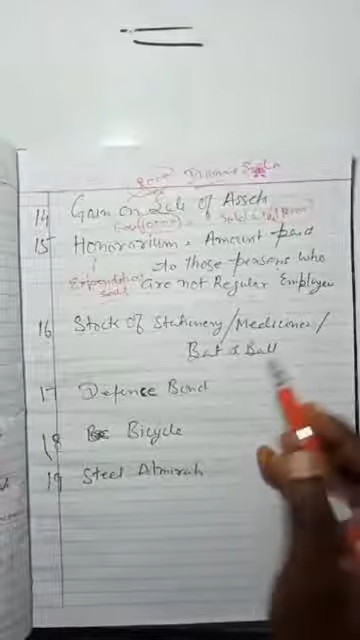 14 Gain on Sale of Assets
15 Honorarium = Amount paid
to those persons who
are not Regular Employee
16 Stock of Stationery/Medicines/
Bat & Ball
17 Defence Bond
18 Bicycle
19 Steel Almirah